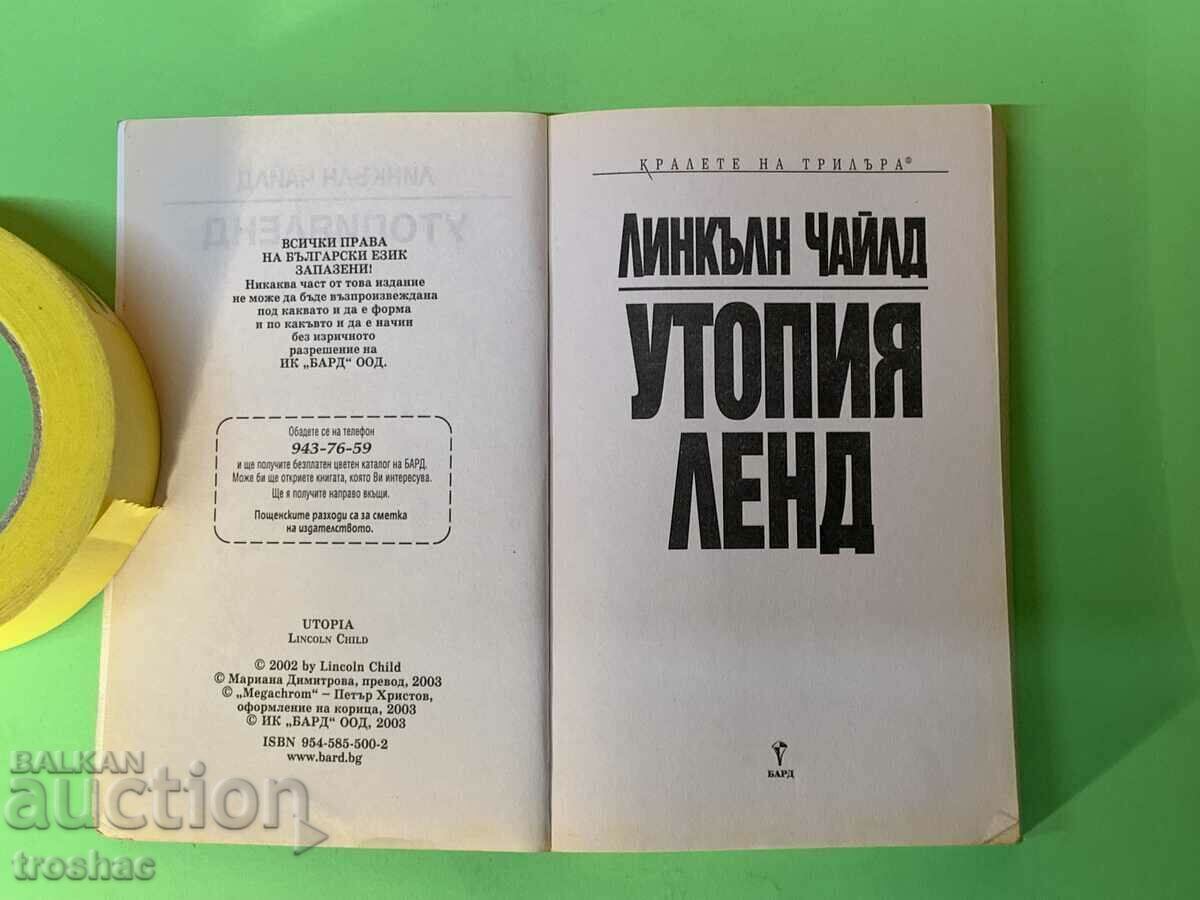 ВСИЧКИ ПРАВА
НА БЪЛГАРСКИ ЕЗИК
ЗАПАЗЕНИ!
Никаква част от това издание
не може да бъде възпроизвеждана
под каквато и да е форма
и по какъвто и да е начин
без изричното
разрешение на
ИК „БАРД“ ООД.
Обадете се на телефон
943-76-59
и ще получите безплатен цветен каталог на БАРД.
Може би ще откриете книгата, която Ви интересува.
Ще я получите направо вкъщи.
Пощенските разходи са за сметка
на издателството.
UTOPIA
LINCOLN CHILD
© 2002 by Lincoln Child
© Мариана Димитрова, превод, 2003
© „Megachrom“ – Петър Христов,
оформление на корица, 2003
© ИК „БАРД“ ООД, 2003
ISBN 954-585-500-2
www.bard.bg
КРАЛЕТЕ НА ТРИЛЪРА©
ЛИНКЪЛН ЧАЙЛД
УТОПИЯ
ЛЕНД
БАРД
BALKAN
auction
troshac